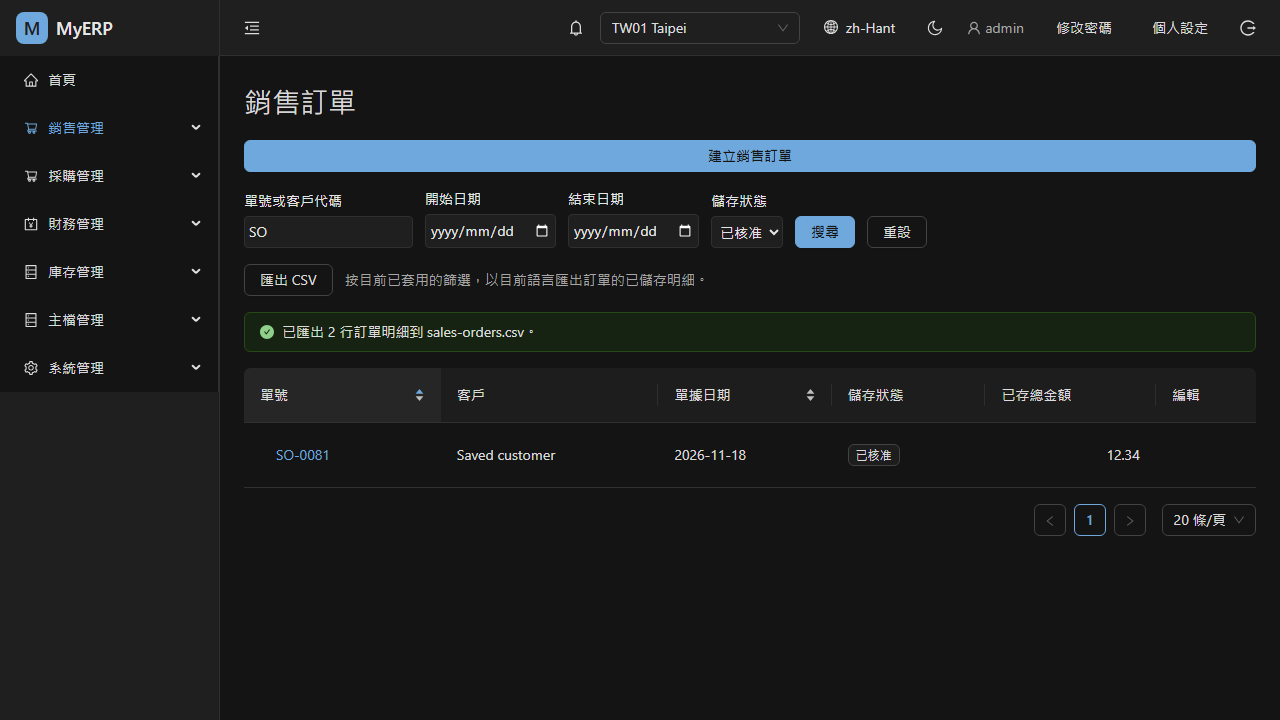 M MyERP
TW01 Taipei
zh-Hant
admin
修改密碼
個人設定
首頁
銷售管理
採購管理
財務管理
庫存管理
主檔管理
系統管理
銷售訂單
建立銷售訂單
單號或客戶代碼
開始日期
結束日期
儲存狀態
SO
yyyy/mm/dd
yyyy/mm/dd
已核准
搜尋
重設
匯出 CSV
按目前已套用的篩選，以目前語言匯出訂單的已儲存明細。
已匯出 2 行訂單明細到 sales-orders.csv。
單號 客戶 單據日期 儲存狀態 已存總金額 編輯
SO-0081 Saved customer 2026-11-18 已核准 12.34
1
20 條/頁